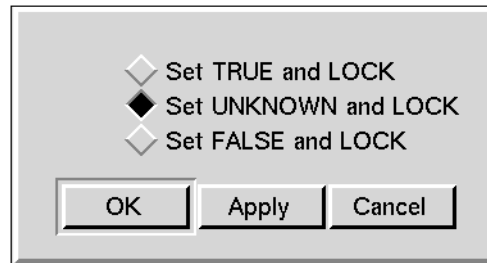 Set TRUE and LOCK
Set UNKNOWN and LOCK
Set FALSE and LOCK
OK Apply Cancel